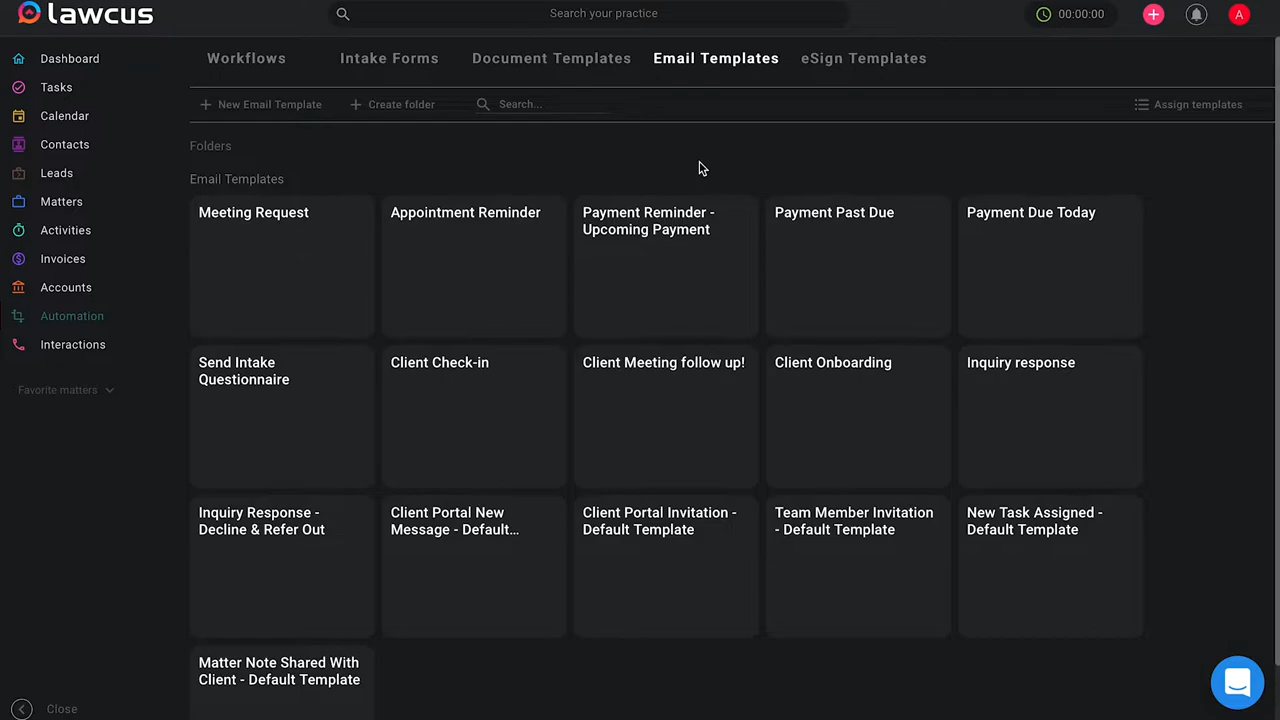 lawcus
Search your practice
00:00:00
A
Dashboard
Tasks
Calendar
Contacts
Leads
Matters
Activities
Invoices
Accounts
Automation
Interactions
Favorite matters
Close
Workflows
Intake Forms
Document Templates
Email Templates
eSign Templates
New Email Template
Create folder
Search...
Assign templates
Folders
Email Templates
Meeting Request
Appointment Reminder
Payment Reminder -
Upcoming Payment
Payment Past Due
Payment Due Today
Send Intake
Questionnaire
Client Check-in
Client Meeting follow up!
Client Onboarding
Inquiry response
Inquiry Response -
Decline & Refer Out
Client Portal New
Message - Default...
Client Portal Invitation -
Default Template
Team Member Invitation
- Default Template
New Task Assigned -
Default Template
Matter Note Shared With
Client - Default Template